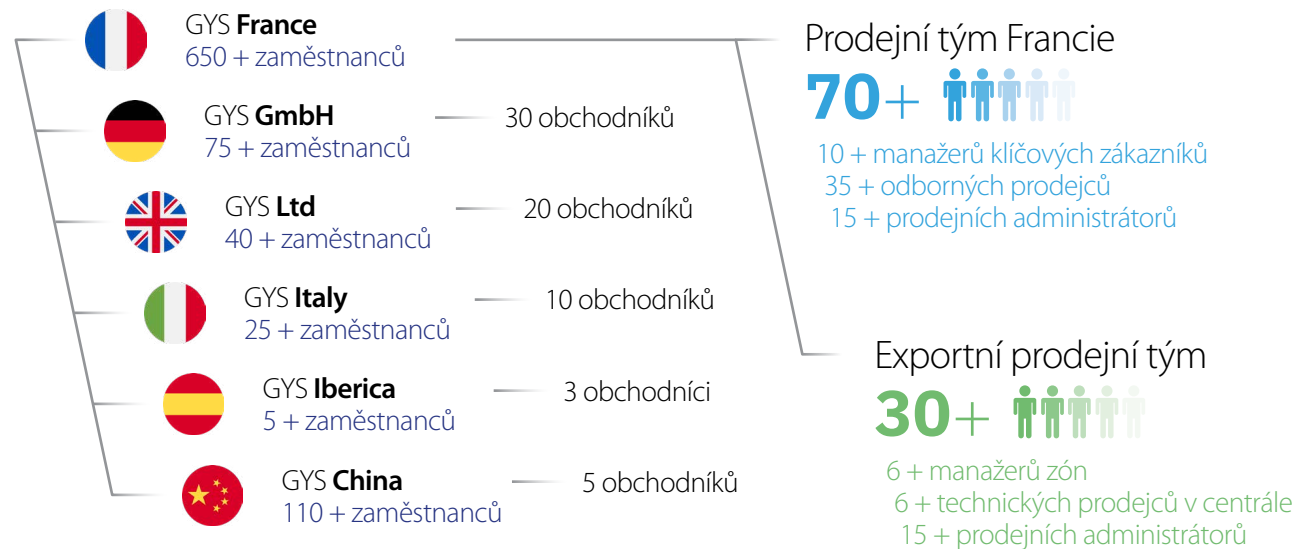 GYS France
650 + zaměstnanců
GYS GmbH
75 + zaměstnanců
30 obchodníků
GYS Ltd
40 + zaměstnanců
20 obchodníků
GYS Italy
25 + zaměstnanců
10 obchodníků
GYS Iberica
5 + zaměstnanců
3 obchodníci
GYS China
110 + zaměstnanců
5 obchodníků
Prodejní tým Francie
70+
10 + manažerů klíčových zákazníků
35 + odborných prodejců
15 + prodejních administrátorů
Exportní prodejní tým
30+
6 + manažerů zón
6 + technických prodejců v centrále
15 + prodejních administrátorů